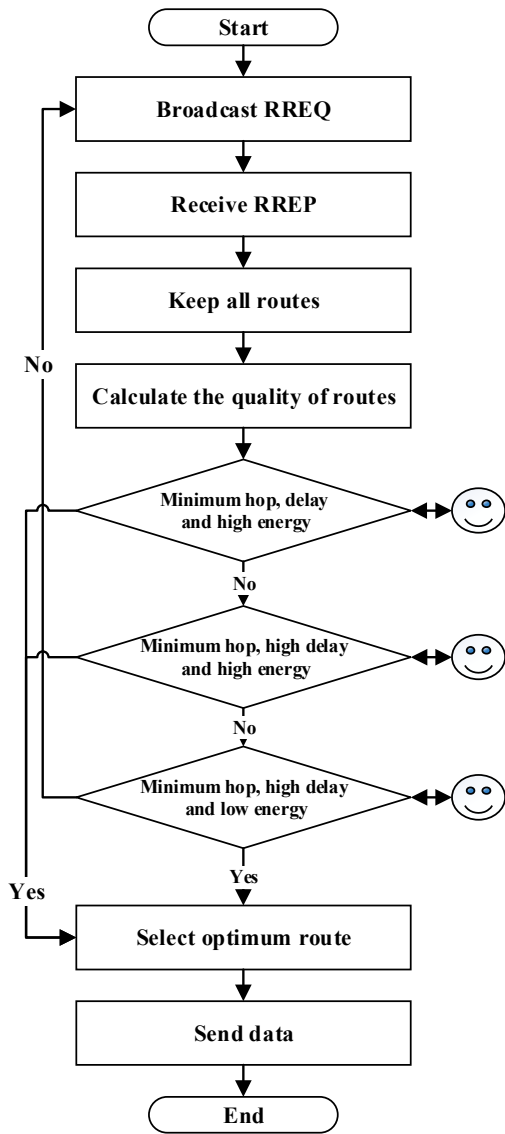 Start
Broadcast RREQ
Receive RREP
Keep all routes
No
Calculate the quality of routes
Minimum hop, delay
and high energy
No
Minimum hop, high delay
and high energy
No
Minimum hop, high delay
and low energy
Yes
Yes
Select optimum route
Send data
End